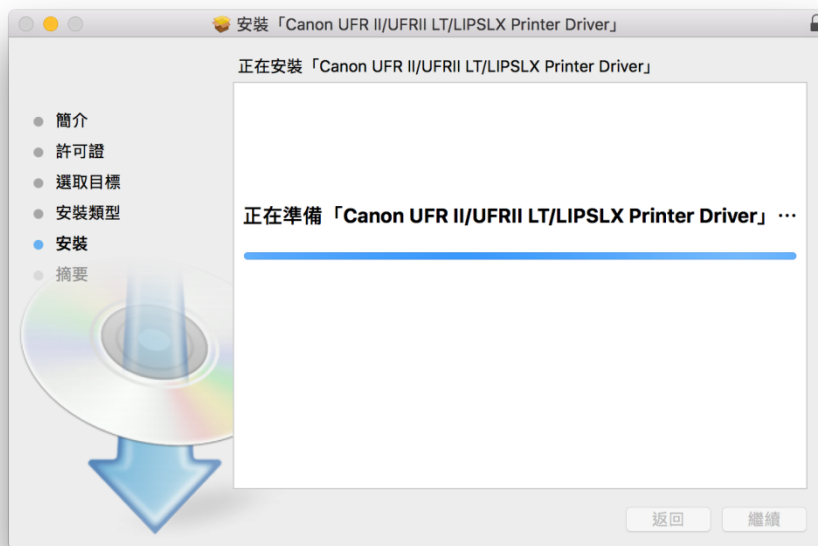 安裝「Canon UFR II/UFRII LT/LIPSLX Printer Driver」
正在安裝「Canon UFR II/UFRII LT/LIPSLX Printer Driver」
簡介
許可證
選取目標
安裝類型
安裝
摘要
正在準備「Canon UFR II/UFRII LT/LIPSLX Printer Driver」⋯
返回
繼續